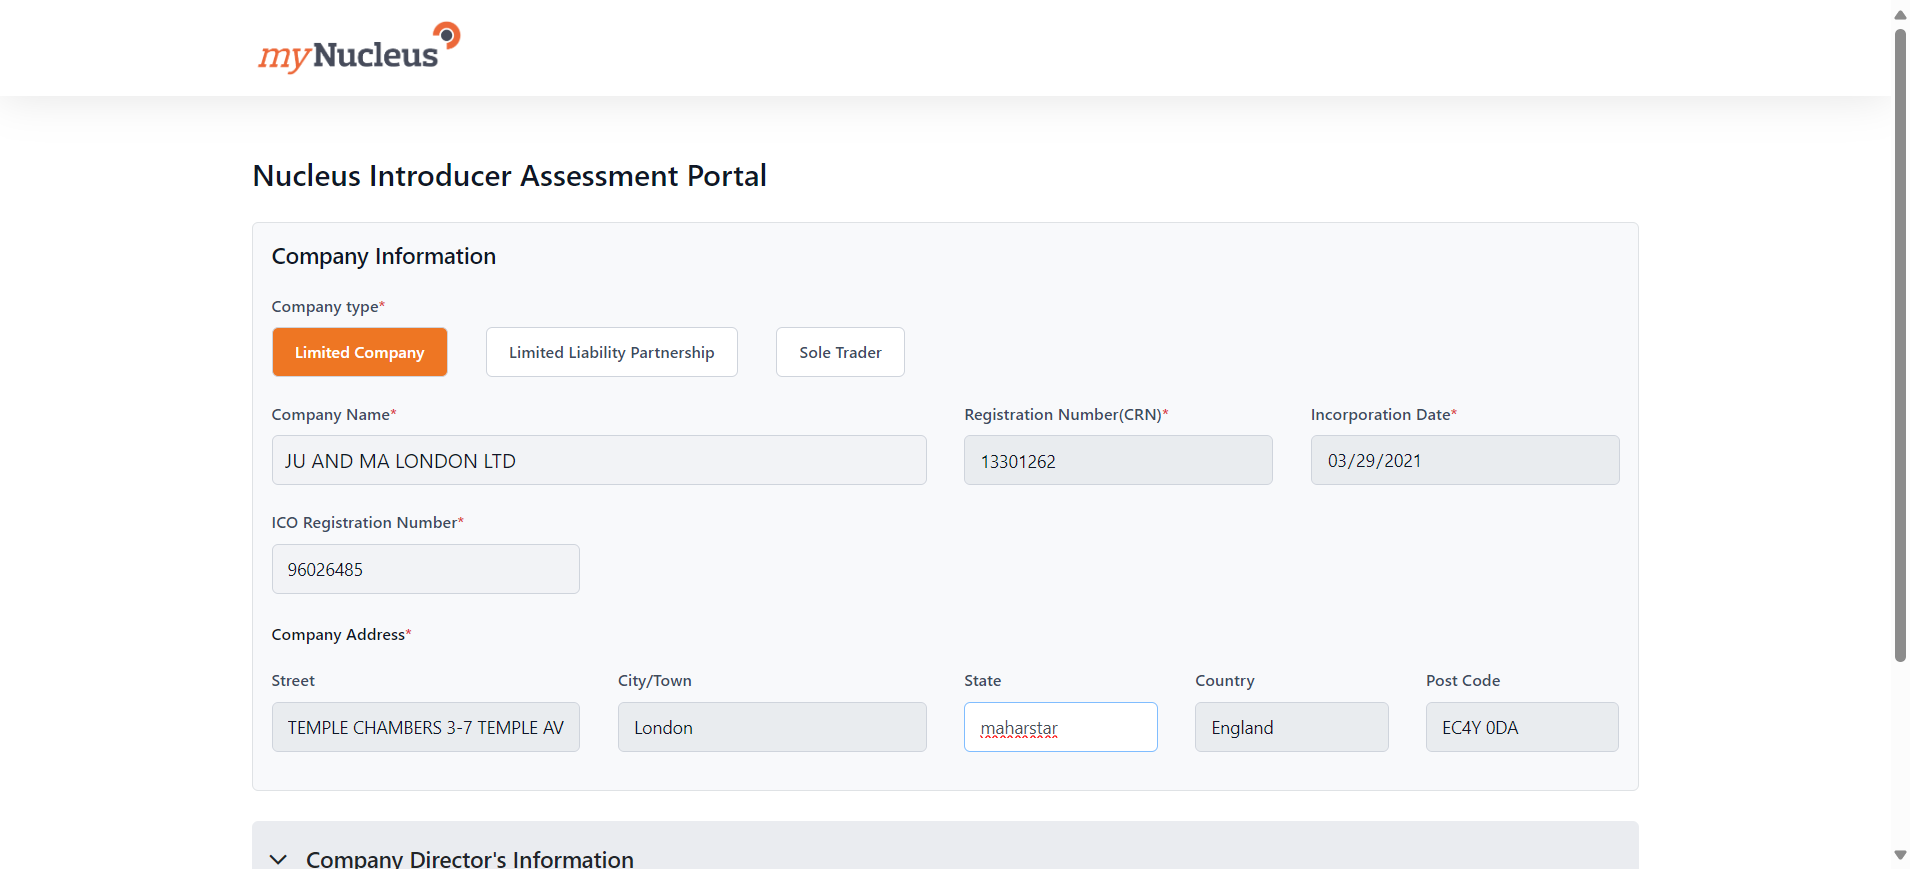 myNucleus
Nucleus Introducer Assessment Portal
Company Information
Company type*
Limited Company
Limited Liability Partnership
Sole Trader
Company Name*
Registration Number(CRN)*
Incorporation Date*
JU AND MA LONDON LTD
13301262
03/29/2021
ICO Registration Number*
96026485
Company Address*
Street
City/Town
State
Country
Post Code
TEMPLE CHAMBERS 3-7 TEMPLE AV
London
maharstar
England
EC4Y 0DA
Company Director's Information